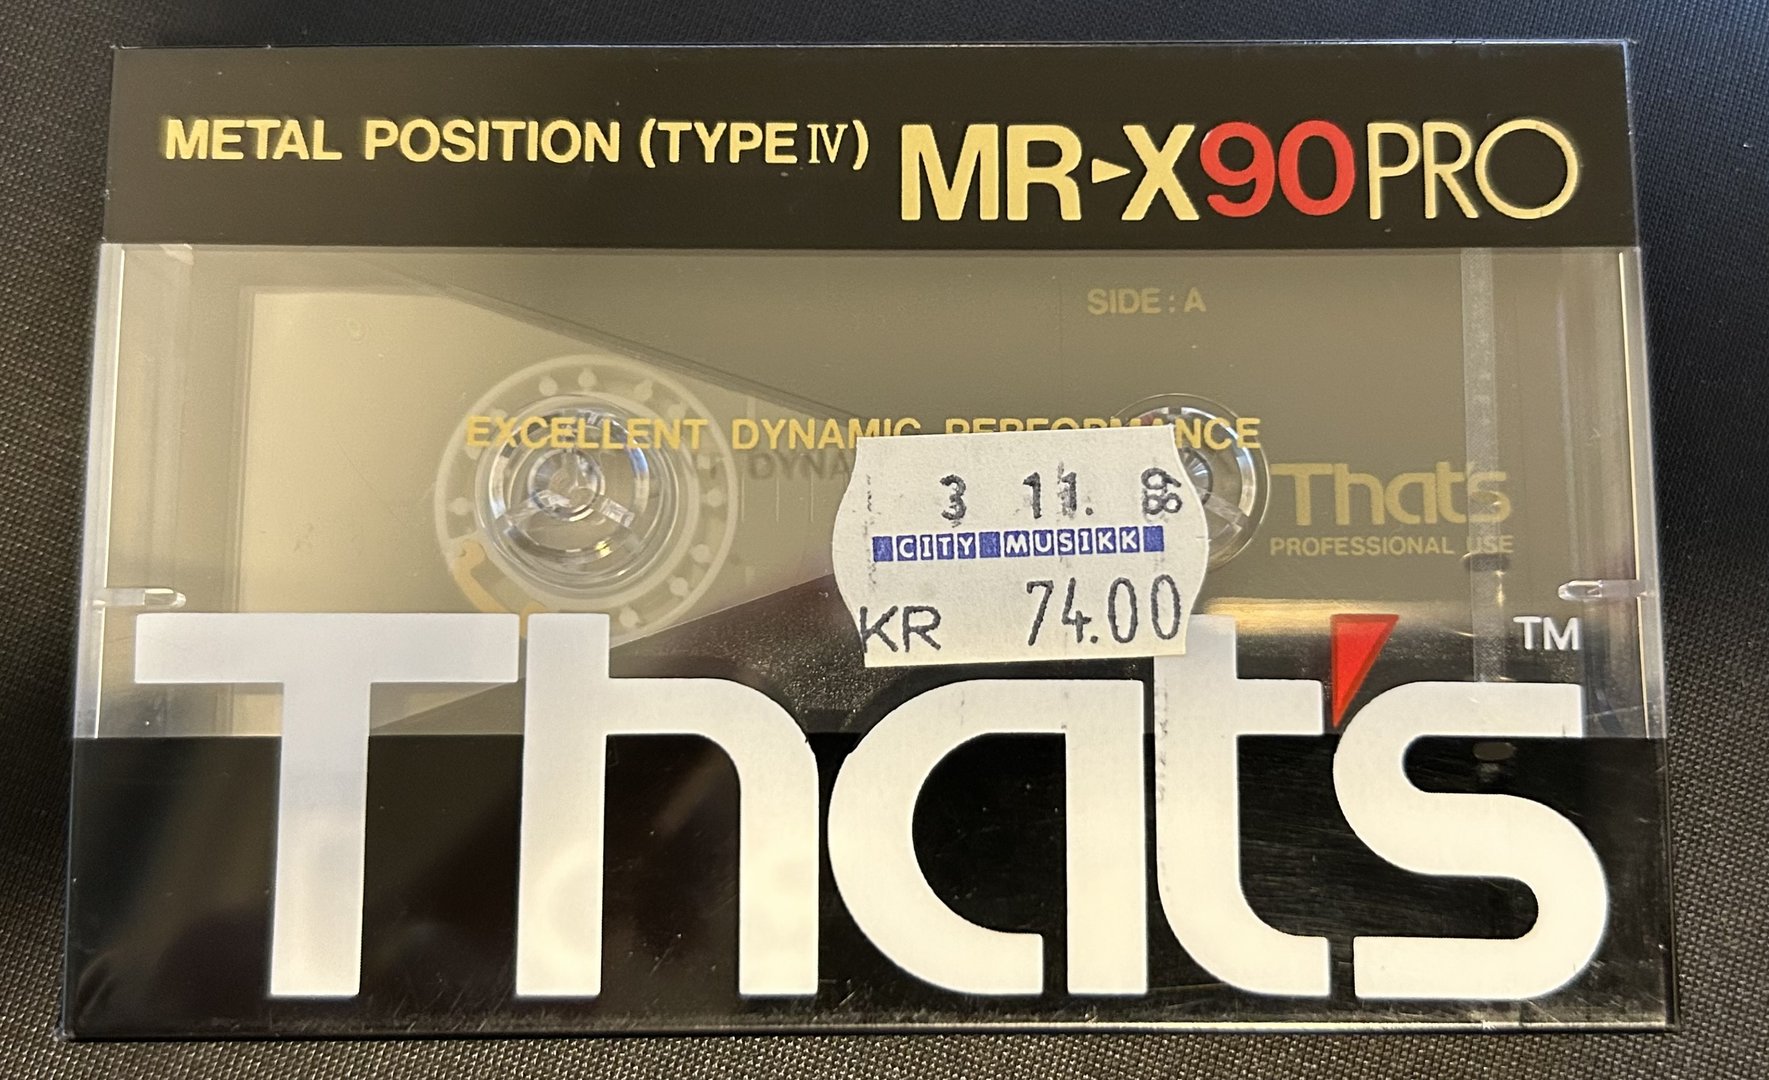 METAL POSITION (TYPE IV) MR▸X90PRO
SIDE : A
EXCELLENT DYNAMIC PERFORMANCE
That's
PROFESSIONAL USE
3 11.
CITY MUSIKK
KR 74.00
That's TM